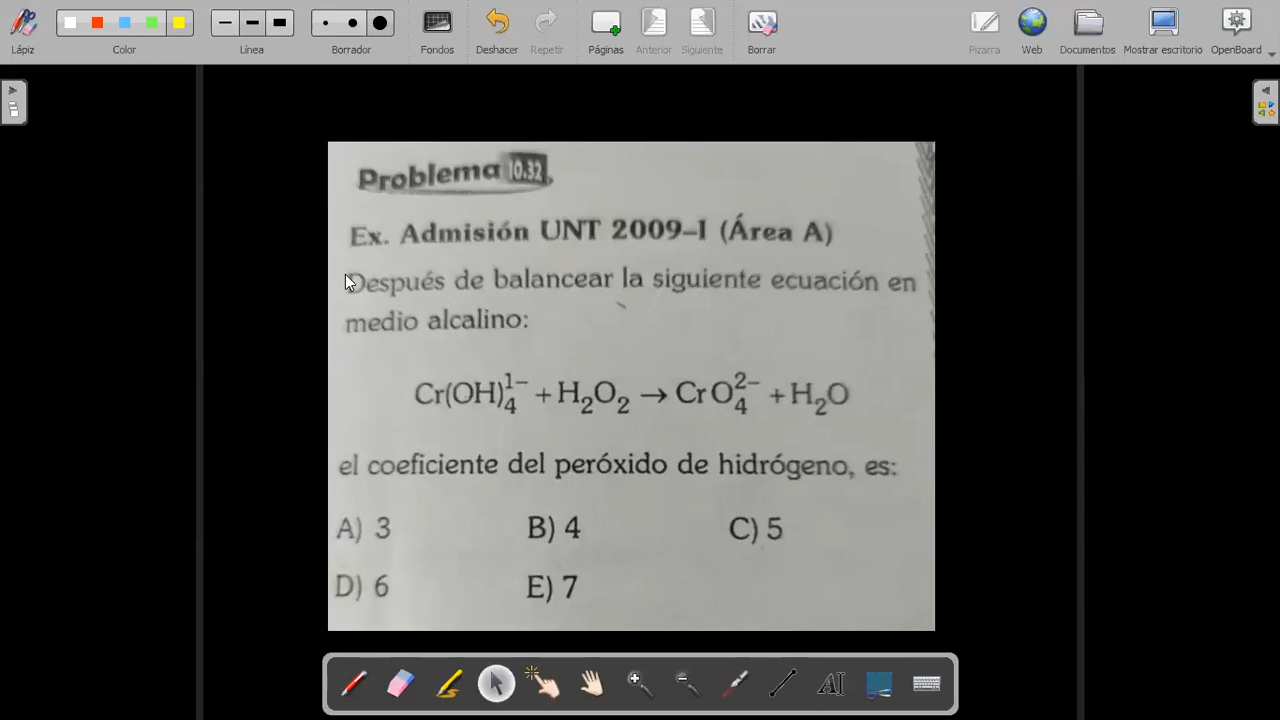 Lápiz Color Línea Borrador Fondos Deshacer Repetir Páginas Anterior Siguiente Borrar Pizarra Web Documentos Mostrar escritorio OpenBoard
Problema 10.32
Ex. Admisión UNT 2009–I (Área A)
Después de balancear la siguiente ecuación en
medio alcalino:
Cr(OH)₄¹⁻ + H₂O₂ → CrO₄²⁻ + H₂O
el coeficiente del peróxido de hidrógeno, es:
A) 3 B) 4 C) 5
D) 6 E) 7